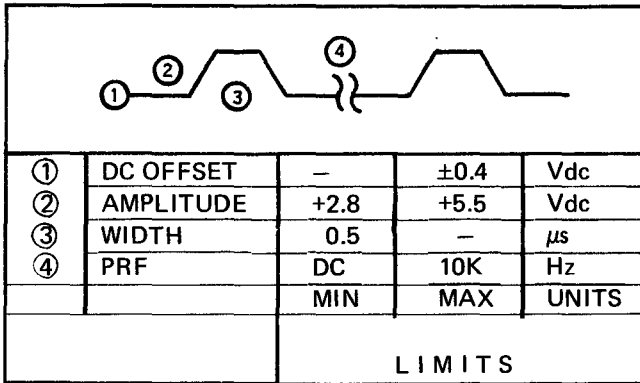 ④
②
① ③
① DC OFFSET – ±0.4 Vdc
② AMPLITUDE +2.8 +5.5 Vdc
③ WIDTH 0.5 – μs
④ PRF DC 10K Hz
MIN MAX UNITS
LIMITS